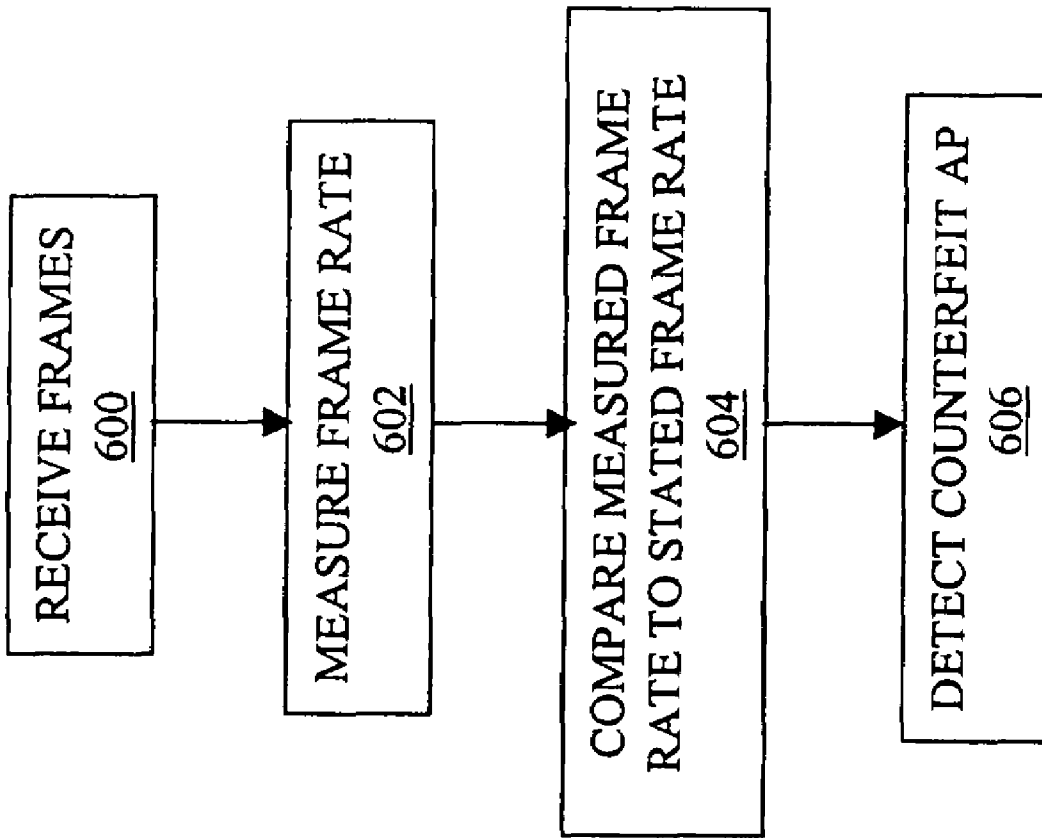 RECEIVE FRAMES
600
MEASURE FRAME RATE
602
COMPARE MEASURED FRAME
RATE TO STATED FRAME RATE
604
DETECT COUNTERFEIT AP
606